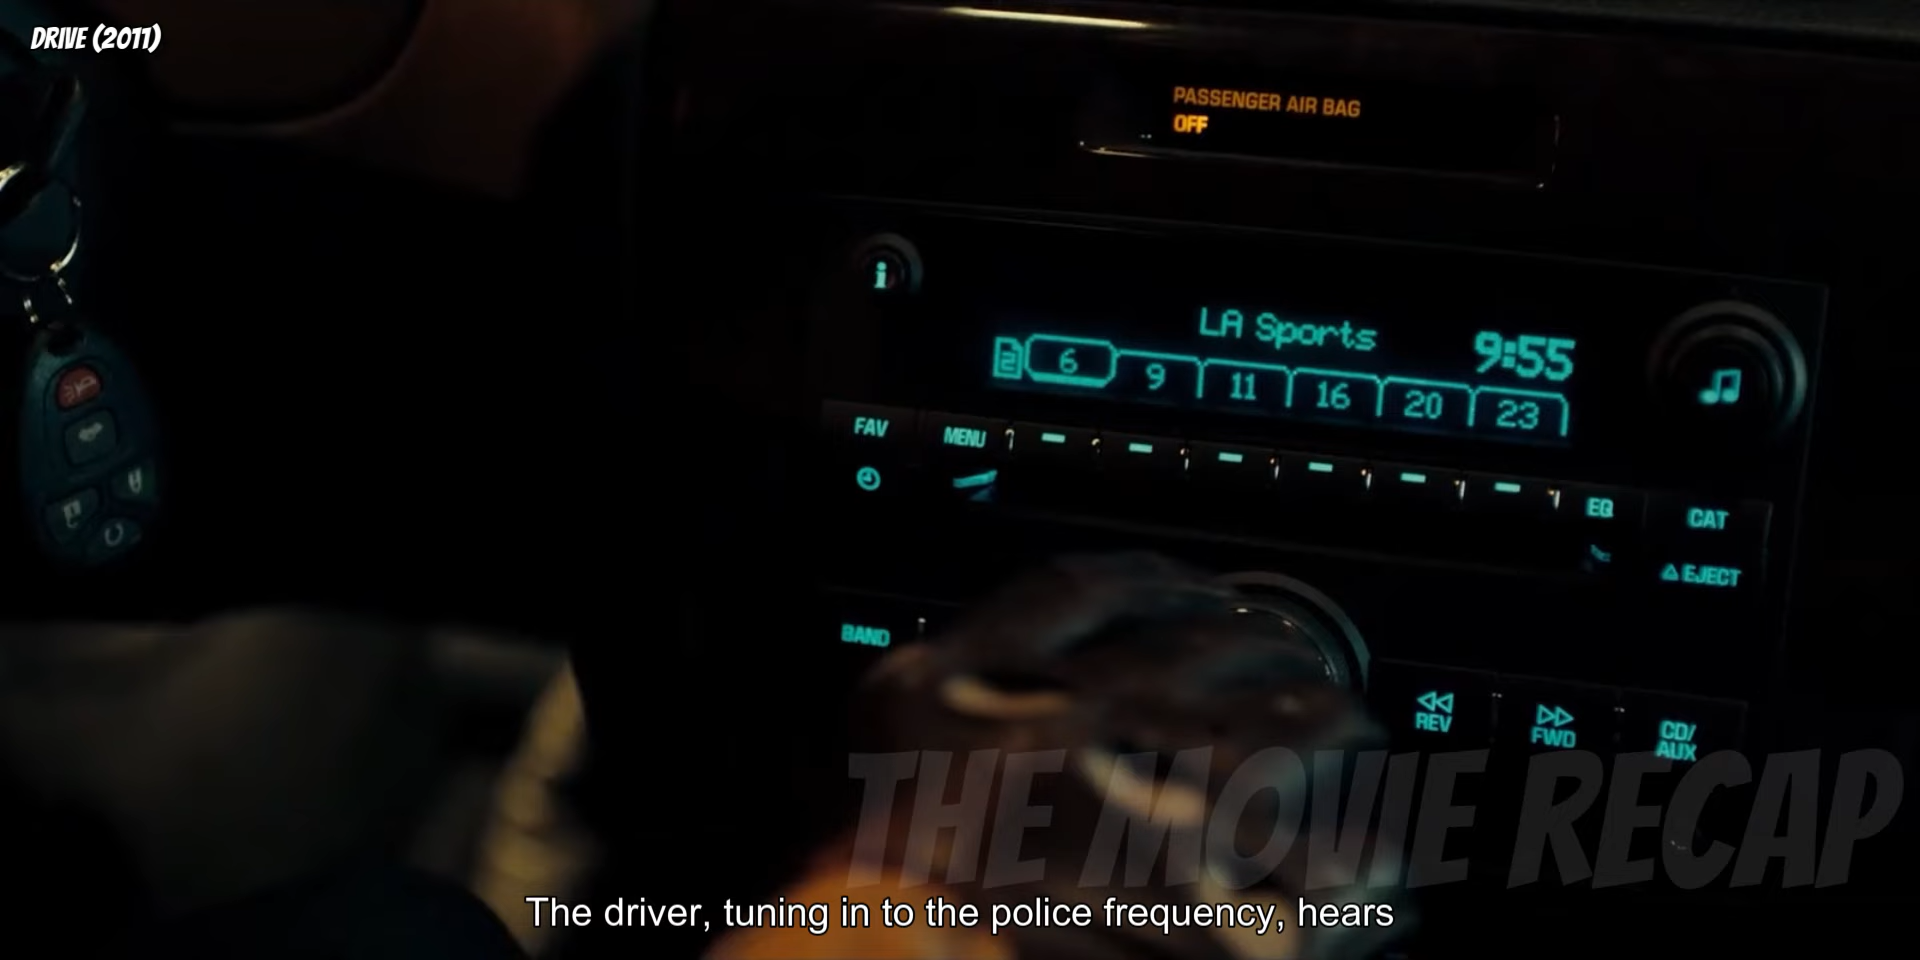 DRIVE (2011)
PASSENGER AIR BAG
OFF
i
LA Sports 9:55
2 6 9 11 16 20 23
FAV MENU
EQ CAT
EJECT
BAND
REV FWD CD/
AUX
THE MOVIE RECAP
The driver, tuning in to the police frequency, hears